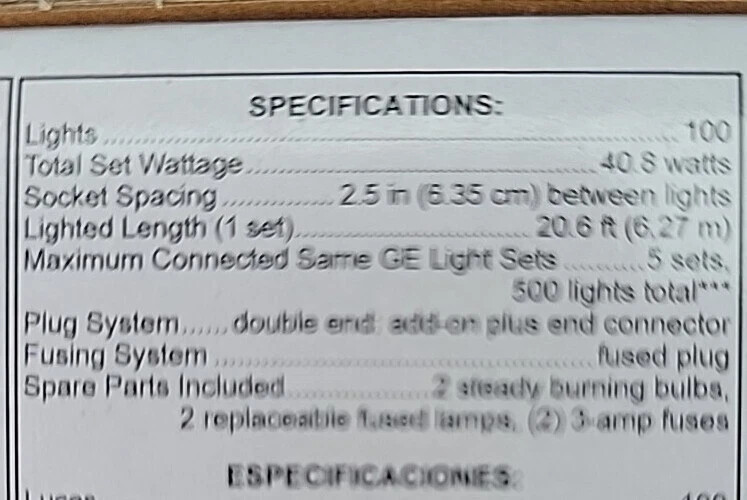 SPECIFICATIONS:
Lights........................................................100
Total Set Wattage....................................40.8 watts
Socket Spacing.............2.5 in (6.35 cm) between lights
Lighted Length (1 set)........................20.6 ft (6.27 m)
Maximum Connected Same GE Light Sets..........5 sets,
500 lights total***
Plug System......double end: add-on plus end connector
Fusing System.......................................fused plug
Spare Parts Included................2 steady burning bulbs,
2 replaceable fused lamps, (2) 3-amp fuses
ESPECIFICACIONES:
Luces 100